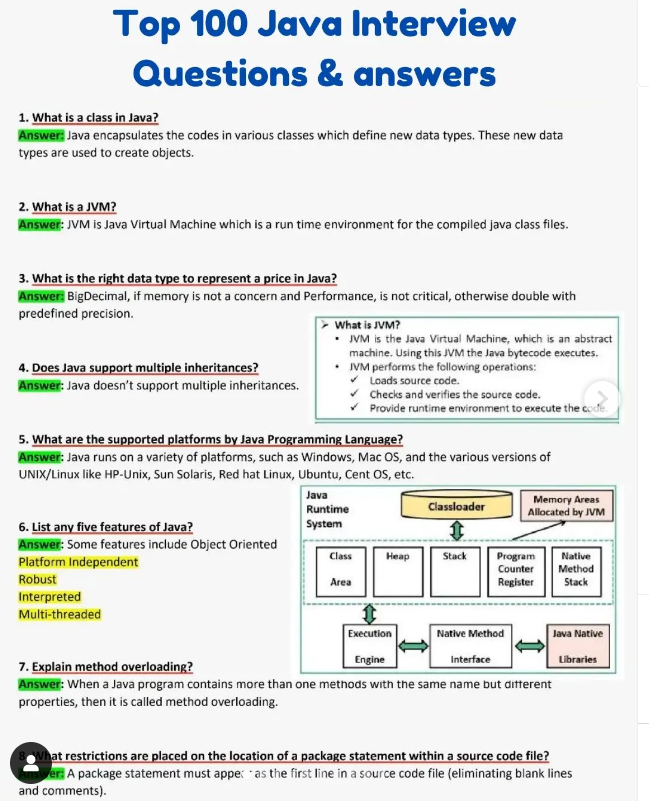 Top 100 Java Interview
Questions & answers
1. What is a class in Java?
Answer: Java encapsulates the codes in various classes which define new data types. These new data
types are used to create objects.
2. What is a JVM?
Answer: JVM is Java Virtual Machine which is a run time environment for the compiled java class files.
3. What is the right data type to represent a price in Java?
Answer: BigDecimal, if memory is not a concern and Performance, is not critical, otherwise double with
predefined precision.
➢ What is JVM?
• JVM is the Java Virtual Machine, which is an abstract
machine. Using this JVM the Java bytecode executes.
• JVM performs the following operations:
✓ Loads source code.
✓ Checks and verifies the source code.
✓ Provide runtime environment to execute the code.
4. Does Java support multiple inheritances?
Answer: Java doesn't support multiple inheritances.
5. What are the supported platforms by Java Programming Language?
Answer: Java runs on a variety of platforms, such as Windows, Mac OS, and the various versions of
UNIX/Linux like HP-Unix, Sun Solaris, Red hat Linux, Ubuntu, Cent OS, etc.
6. List any five features of Java?
Answer: Some features include Object Oriented
Platform Independent
Robust
Interpreted
Multi-threaded
Java
Runtime
System
Classloader
Memory Areas
Allocated by JVM
Class
Area
Heap
Stack
Program
Counter
Register
Native
Method
Stack
Execution
Engine
Native Method
Interface
Java Native
Libraries
7. Explain method overloading?
Answer: When a Java program contains more than one methods with the same name but different
properties, then it is called method overloading.
8. What restrictions are placed on the location of a package statement within a source code file?
Answer: A package statement must appear as the first line in a source code file (eliminating blank lines
and comments).